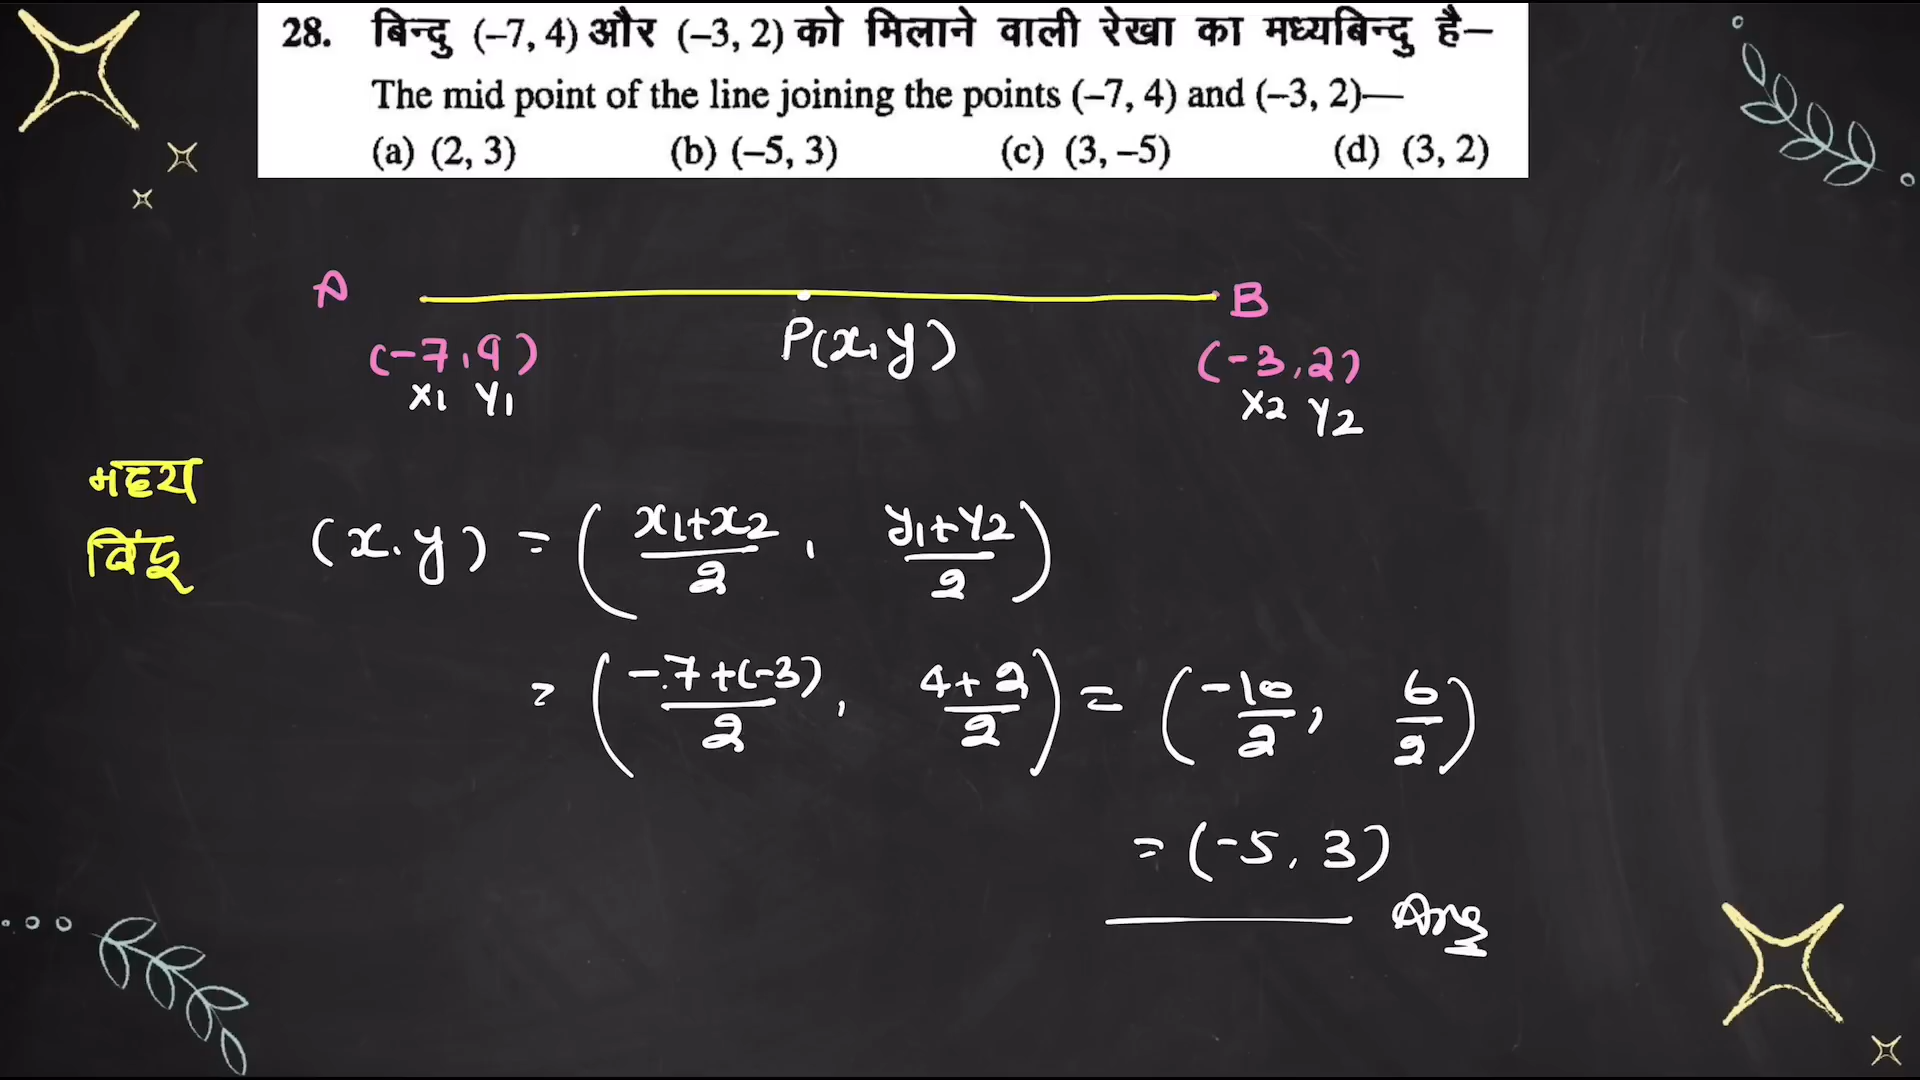 28. बिन्दु (–7, 4) और (–3, 2) को मिलाने वाली रेखा का मध्यबिन्दु है—
The mid point of the line joining the points (–7, 4) and (–3, 2)—
(a) (2, 3) (b) (–5, 3) (c) (3, –5) (d) (3, 2)
A B
P(x,y)
(-7,9) (-3,2)
x1 y1 x2 y2
मध्य
बिंदु
(x.y) = (x1+x2/2 , y1+y2/2)
= (-7+(-3)/2 , 4+2/2) = (-10/2 , 6/2)
= (-5, 3)
Ans